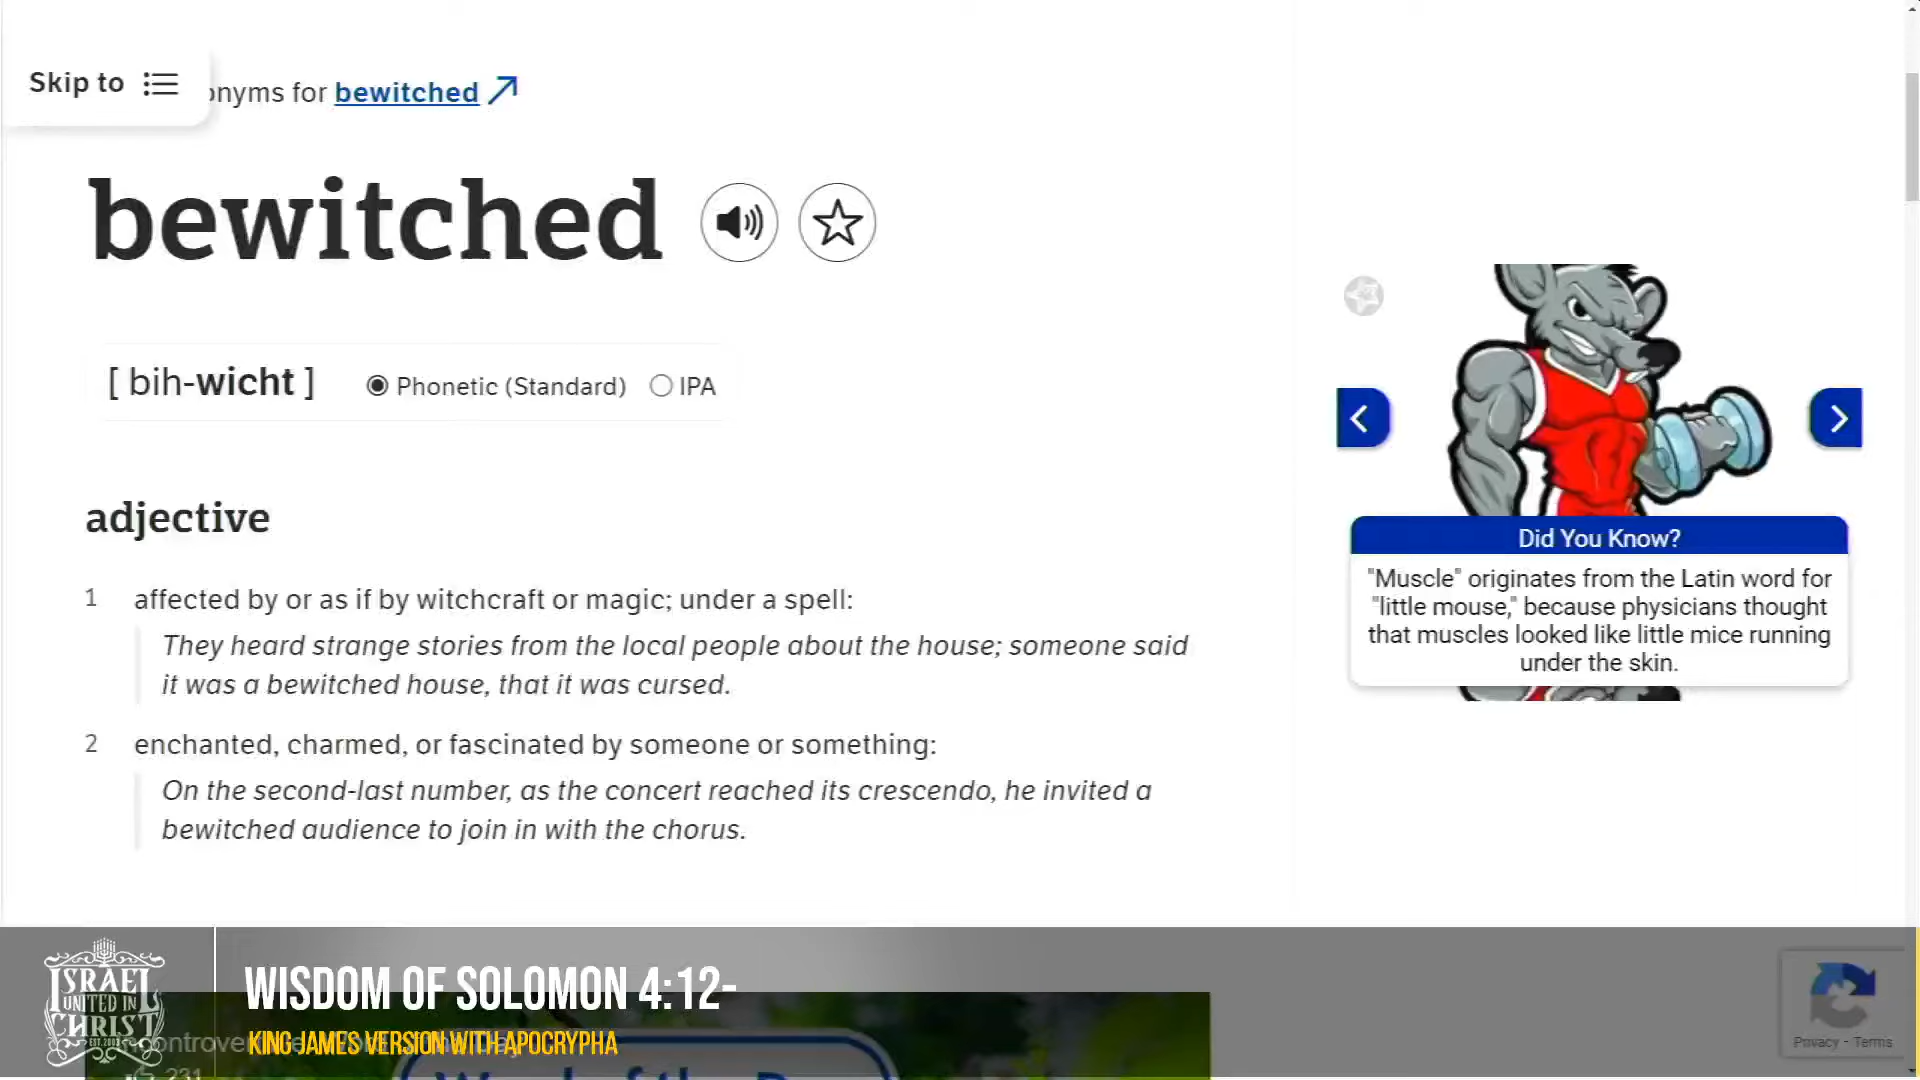 Skip to
onyms for bewitched
bewitched
[ bih-wicht ]
Phonetic (Standard)
IPA
adjective
1 affected by or as if by witchcraft or magic; under a spell:
They heard strange stories from the local people about the house; someone said
it was a bewitched house, that it was cursed.
2 enchanted, charmed, or fascinated by someone or something:
On the second-last number, as the concert reached its crescendo, he invited a
bewitched audience to join in with the chorus.
Did You Know?
"Muscle" originates from the Latin word for
"little mouse," because physicians thought
that muscles looked like little mice running
under the skin.
ISRAEL
UNITED IN
CHRIST
EST. 2003
WISDOM OF SOLOMON 4:12-
KING JAMES VERSION WITH APOCRYPHA
231
Privacy - Terms